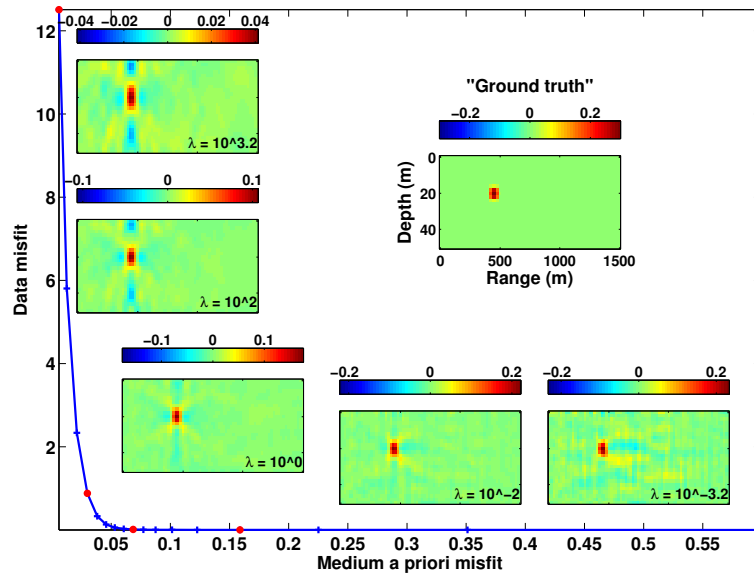 −0.04 −0.02 0 0.02 0.04
λ = 10^3.2
−0.1 0 0.1
λ = 10^2
−0.1 0 0.1
λ = 10^0
−0.2 0 0.2
λ = 10^−2
−0.2 0 0.2
λ = 10^−3.2
"Ground truth"
−0.2 0 0.2
0
20
40
Depth (m)
0 500 1000 1500
Range (m)
12
10
8
6
4
2
Data misfit
0.05 0.1 0.15 0.2 0.25 0.3 0.35 0.4 0.45 0.5 0.55
Medium a priori misfit